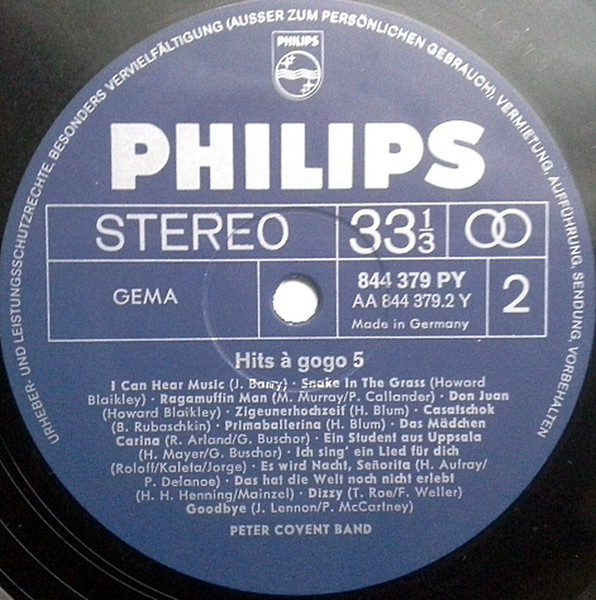 URHEBER- UND LEISTUNGSSCHUTZRECHTE. BESONDERS VERVIELFÄLTIGUNG (AUSSER ZUM PERSÖNLICHEN GEBRAUCH), VERMIETUNG, AUFFÜHRUNG, SENDUNG, VORBEHALTEN
PHILIPS
PHILIPS
STEREO 33 1/3
GEMA
844 379 PY
AA 844 379.2 Y
Made in Germany
2
Hits à gogo 5
I Can Hear Music (J. Barry) · Snake In The Grass (Howard
Blaikley) · Ragamuffin Man (M. Murray/P. Callander) · Don Juan
(Howard Blaikley) · Zigeunerhochzeit (H. Blum) · Casatschok
(B. Rubaschkin) · Primaballerina (H. Blum) · Das Mädchen
Carina (R. Arland/G. Buschor) · Ein Student aus Uppsala
(H. Mayer/G. Buschor) · Ich sing' ein Lied für dich
(Roloff/Kaleta/Jorge) · Es wird Nacht, Señorita (H. Aufray/
P. Delanoe) · Das hat die Welt noch nicht erlebt
(H. H. Henning/Mainzel) · Dizzy (T. Roe/F. Weller)
Goodbye (J. Lennon/P. McCartney)
PETER COVENT BAND